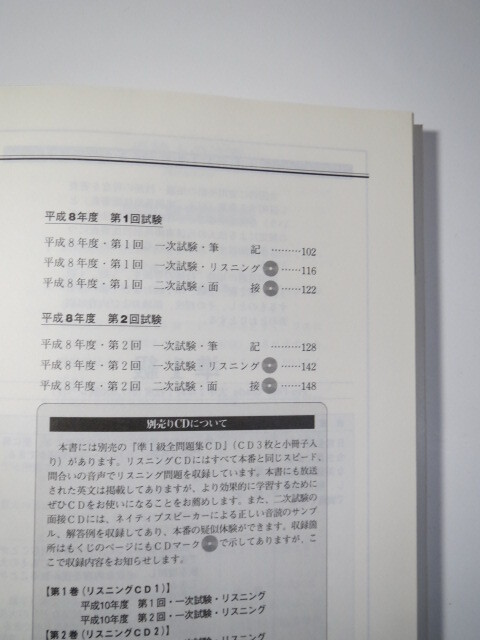 平成8年度　第1回試験
平成8年度・第1回　一次試験・筆　　記 ………102
平成8年度・第1回　一次試験・リスニング ……116
平成8年度・第1回　二次試験・面　　接 ……122
平成8年度　第2回試験
平成8年度・第2回　一次試験・筆　　記 ………128
平成8年度・第2回　一次試験・リスニング ……142
平成8年度・第2回　二次試験・面　　接 ……148
別売りCDについて
本書には別売の『準1級全問題集CD』（CD3枚と小冊子入
り）があります。リスニングCDにはすべて本番と同じスピード、
間合いの音声でリスニング問題を収録しています。本書にも放送
された英文は掲載してありますが、より効果的に学習するために
ぜひCDをお使いになることをお薦めします。また、二次試験の
面接CDには、ネイティブスピーカーによる正しい音読のサンプ
ル、解答例を収録してあり、本番の疑似体験ができます。収録箇
所はもくじのページにもCDマーク で示してありますが、こ
こで収録内容をお知らせします。
【第1巻（リスニングCD1）】
平成10年度　第1回・一次試験・リスニング
平成10年度　第2回・一次試験・リスニング
【第2巻（リスニングCD2）】